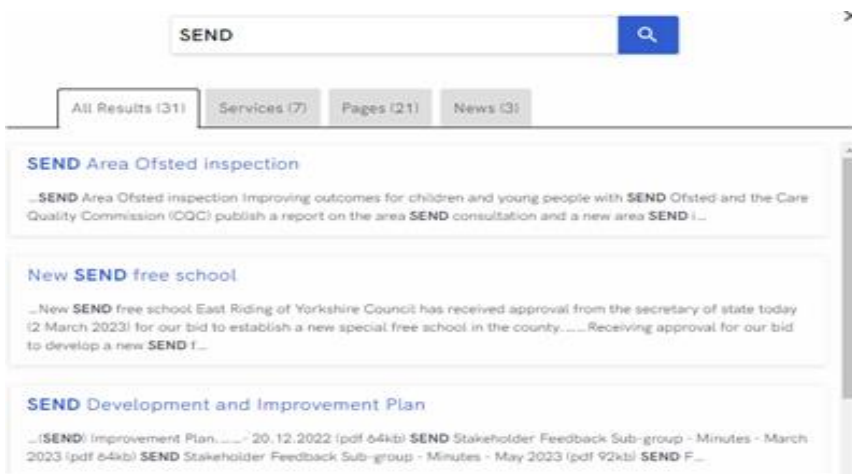 SEND
All Results (31) Services (7) Pages (21) News (3)
SEND Area Ofsted inspection
...SEND Area Ofsted inspection Improving outcomes for children and young people with SEND Ofsted and the Care
Quality Commission (CQC) publish a report on the area SEND consultation and a new area SEND i...
New SEND free school
...New SEND free school East Riding of Yorkshire Council has received approval from the secretary of state today
(2 March 2023) for our bid to establish a new special free school in the county. ... ...Receiving approval for our bid
to develop a new SEND f...
SEND Development and Improvement Plan
...(SEND) Improvement Plan... ...- 20.12.2022 (pdf 64kb) SEND Stakeholder Feedback Sub-group - Minutes - March
2023 (pdf 64kb) SEND Stakeholder Feedback Sub-group - Minutes - May 2023 (pdf 92kb) SEND F...